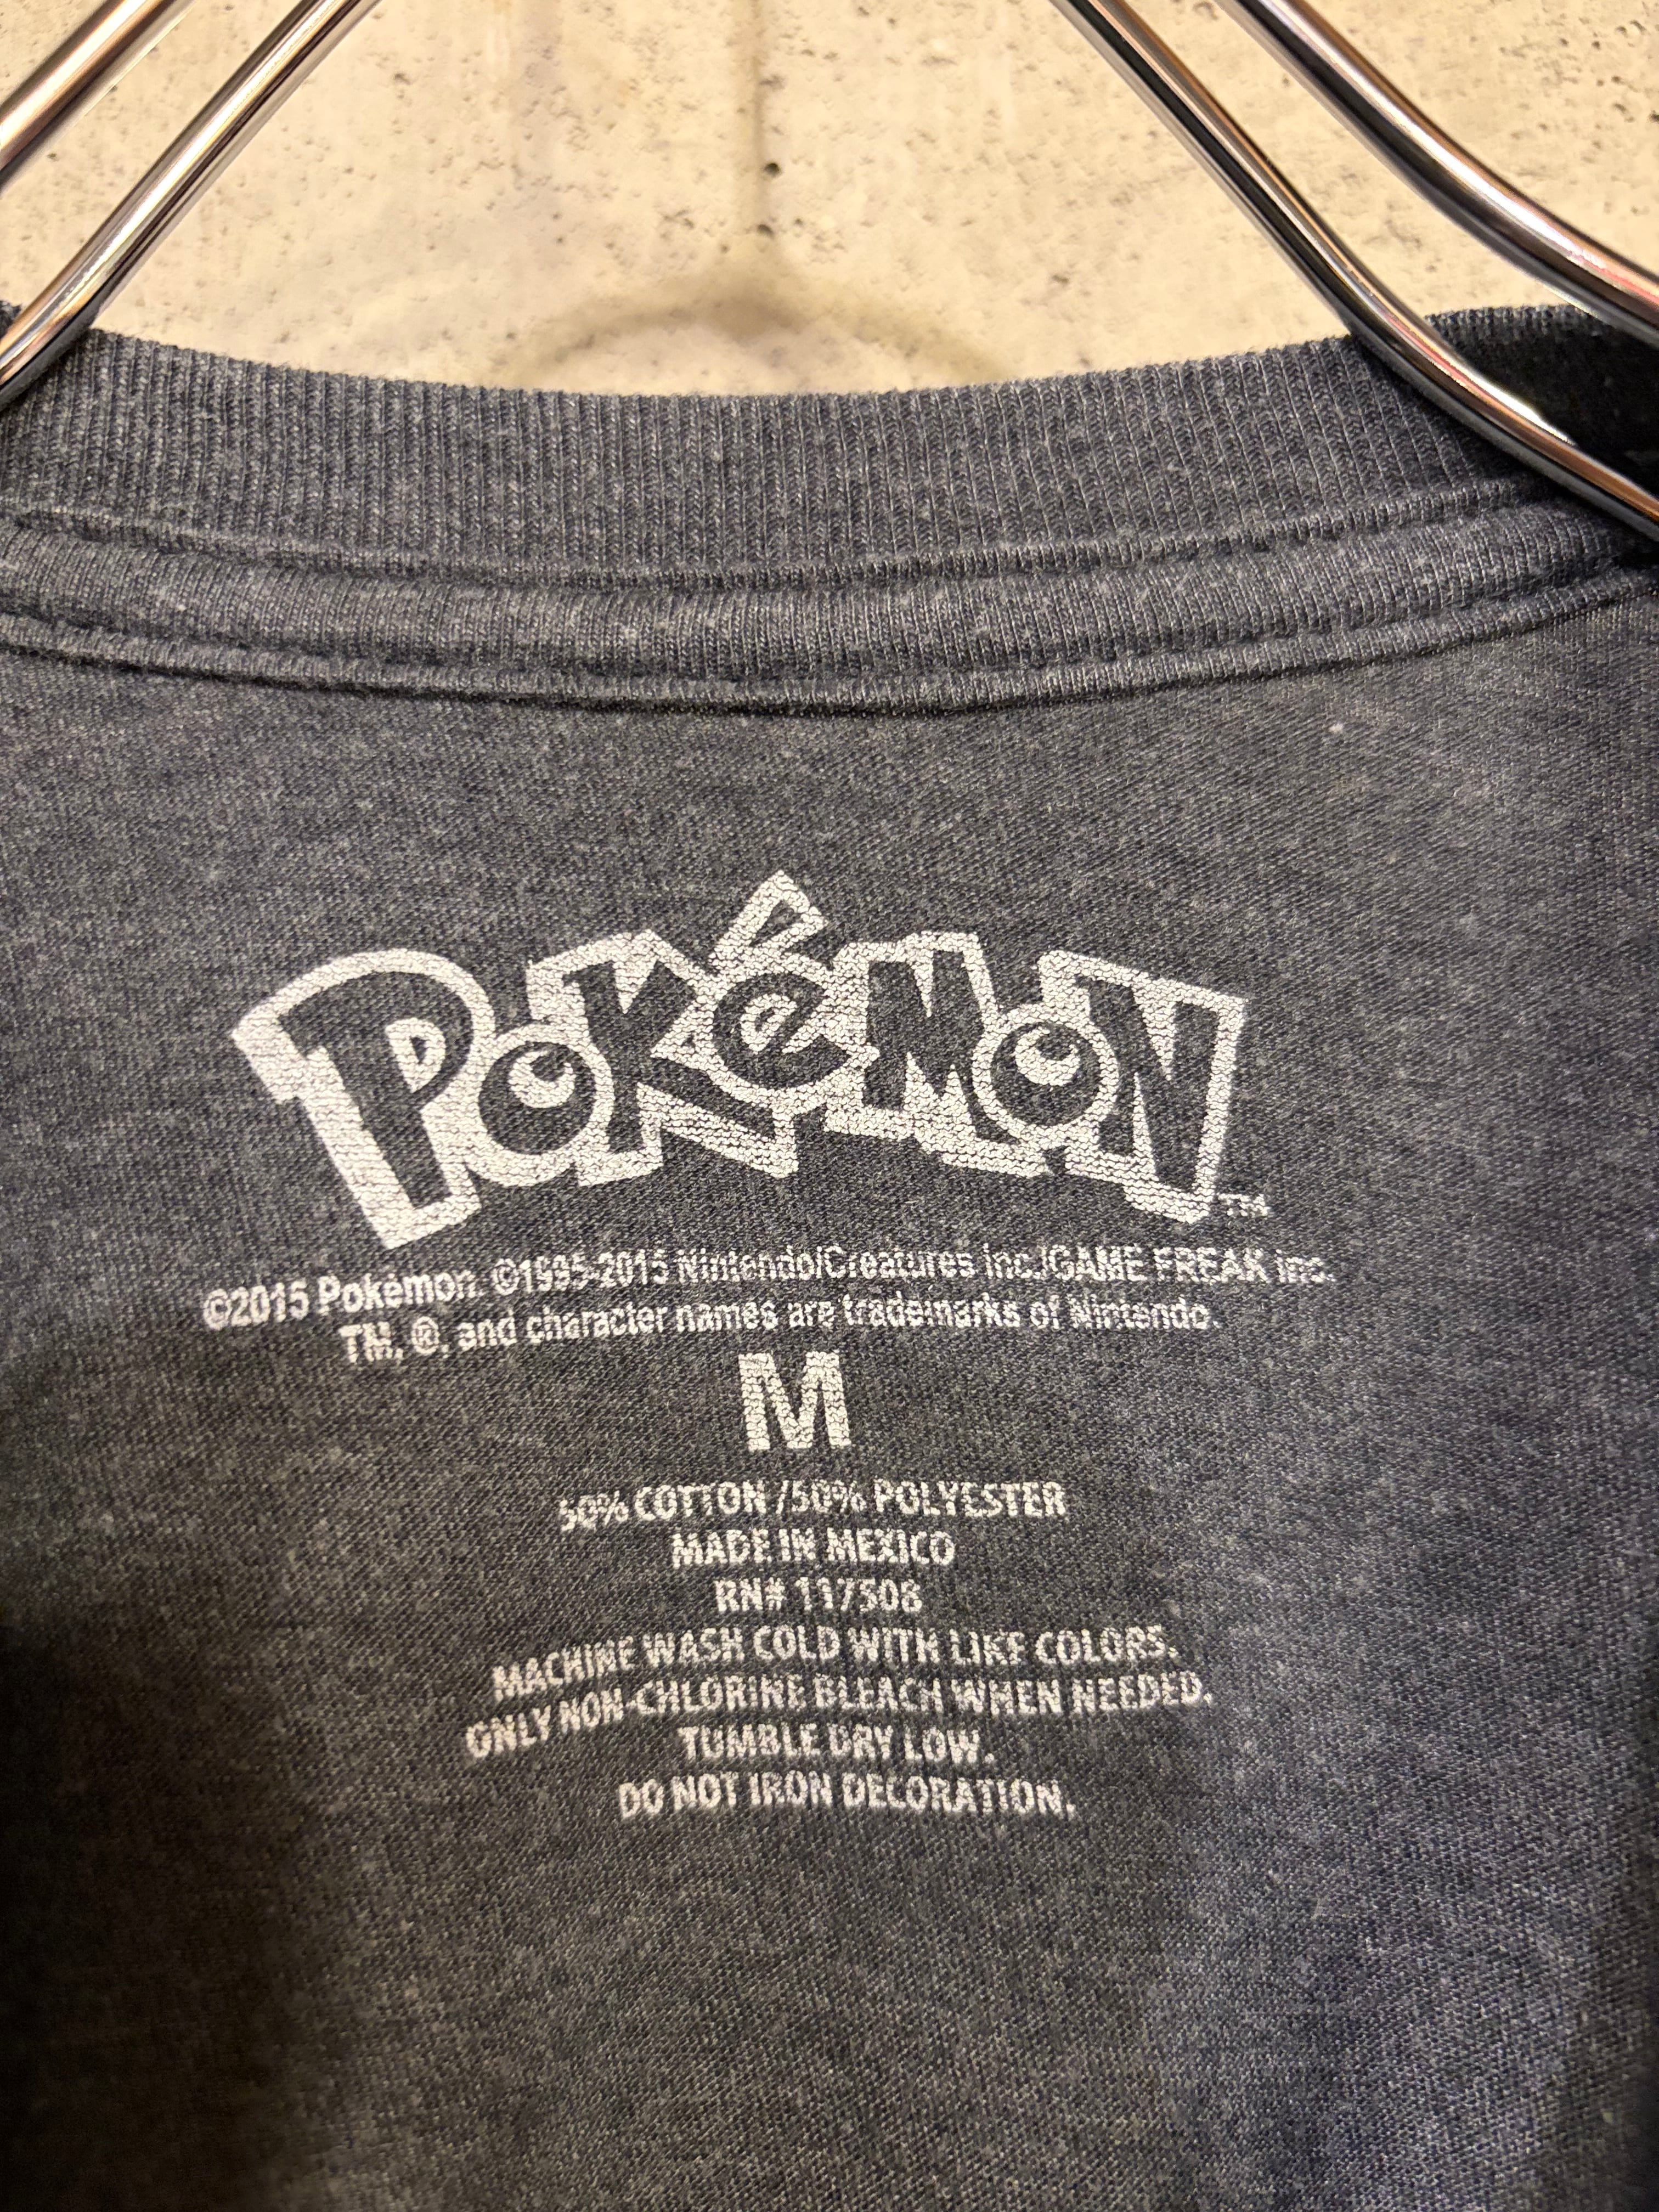 POKéMON
TM
©2015 Pokémon. ©1995-2015 Nintendo/Creatures Inc./GAME FREAK inc.
TM, ®, and character names are trademarks of Nintendo.
M
50% COTTON /50% POLYESTER
MADE IN MEXICO
RN# 117508
MACHINE WASH COLD WITH LIKE COLORS.
ONLY NON-CHLORINE BLEACH WHEN NEEDED.
TUMBLE DRY LOW.
DO NOT IRON DECORATION.